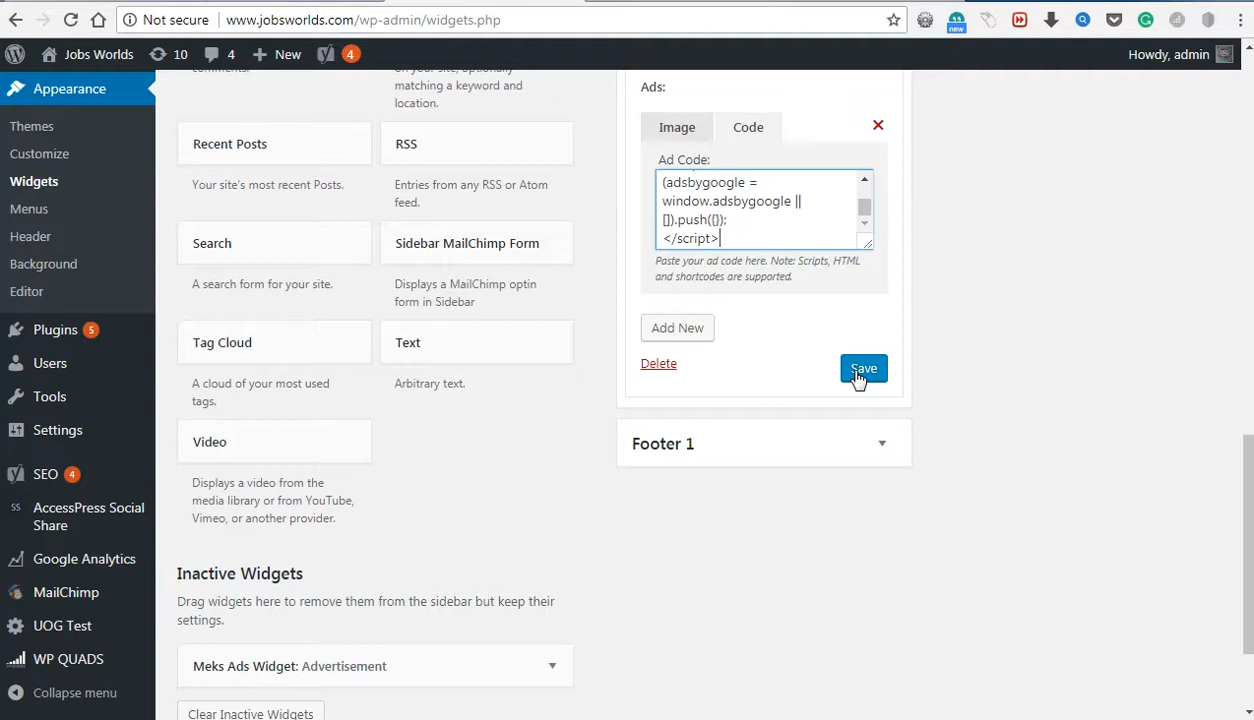 Not secure
www.jobsworlds.com/wp-admin/widgets.php
new
Jobs Worlds
10
4
New
4
Howdy, admin
Appearance
Themes
Customize
Widgets
Menus
Header
Background
Editor
Plugins 5
Users
Tools
Settings
SEO 4
SS AccessPress Social
Share
Google Analytics
MailChimp
UOG Test
WP QUADS
Collapse menu
comments.
on your site, optionally
matching a keyword and
location.
Recent Posts
Your site's most recent Posts.
RSS
Entries from any RSS or Atom
feed.
Search
A search form for your site.
Sidebar MailChimp Form
Displays a MailChimp optin
form in Sidebar
Tag Cloud
A cloud of your most used
tags.
Text
Arbitrary text.
Video
Displays a video from the
media library or from YouTube,
Vimeo, or another provider.
Inactive Widgets
Drag widgets here to remove them from the sidebar but keep their
settings.
Meks Ads Widget: Advertisement
Clear Inactive Widgets
Ads:
Image
Code
Ad Code:
(adsbygoogle =
window.adsbygoogle ||
[]).push({});
</script>
Paste your ad code here. Note: Scripts, HTML
and shortcodes are supported.
Add New
Delete
Save
Footer 1